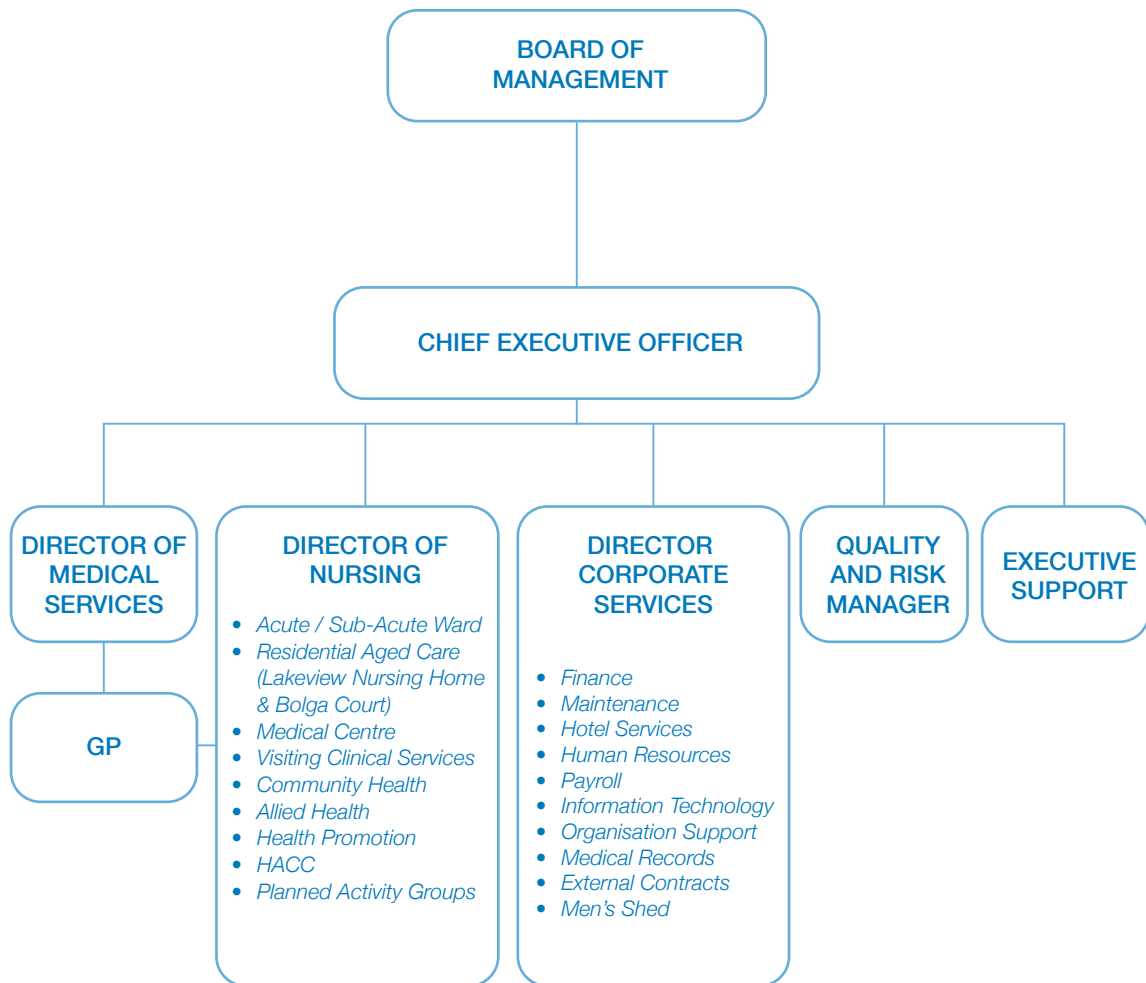 BOARD OF
MANAGEMENT
CHIEF EXECUTIVE OFFICER
DIRECTOR OF
MEDICAL
SERVICES
GP
DIRECTOR OF
NURSING
• Acute / Sub-Acute Ward
• Residential Aged Care
(Lakeview Nursing Home
& Bolga Court)
• Medical Centre
• Visiting Clinical Services
• Community Health
• Allied Health
• Health Promotion
• HACC
• Planned Activity Groups
DIRECTOR
CORPORATE
SERVICES
• Finance
• Maintenance
• Hotel Services
• Human Resources
• Payroll
• Information Technology
• Organisation Support
• Medical Records
• External Contracts
• Men’s Shed
QUALITY
AND RISK
MANAGER
EXECUTIVE
SUPPORT